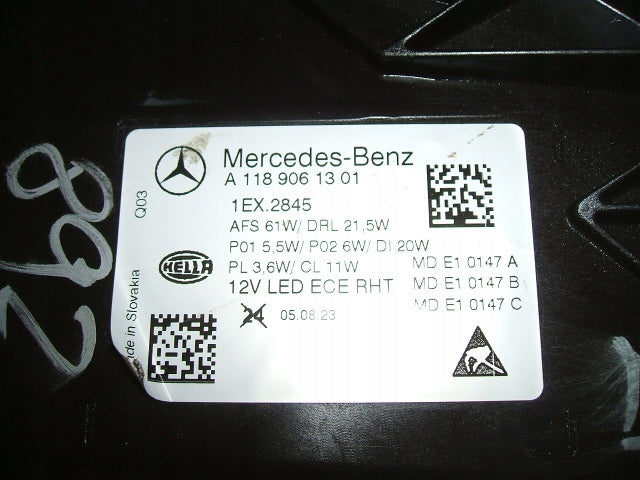 Mercedes-Benz
A 118 906 13 01
1EX.2845
AFS 61W/ DRL 21,5W
P01 5,5W/ P02 6W/ DI 20W
PL 3,6W/ CL 11W
12V LED ECE RHT
MD E1 0147 A
MD E1 0147 B
MD E1 0147 C
HELLA
24 05.08.23
Q03
de in Slovakia
892